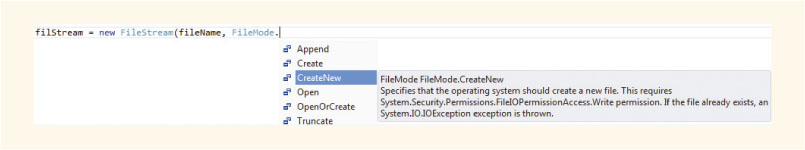 filStream = new FileStream(fileName, FileMode.
Append
Create
CreateNew
Open
OpenOrCreate
Truncate
FileMode FileMode.CreateNew
Specifies that the operating system should create a new file. This requires
System.Security.Permissions.FileIOPermissionAccess.Write permission. If the file already exists, an
System.IO.IOException exception is thrown.